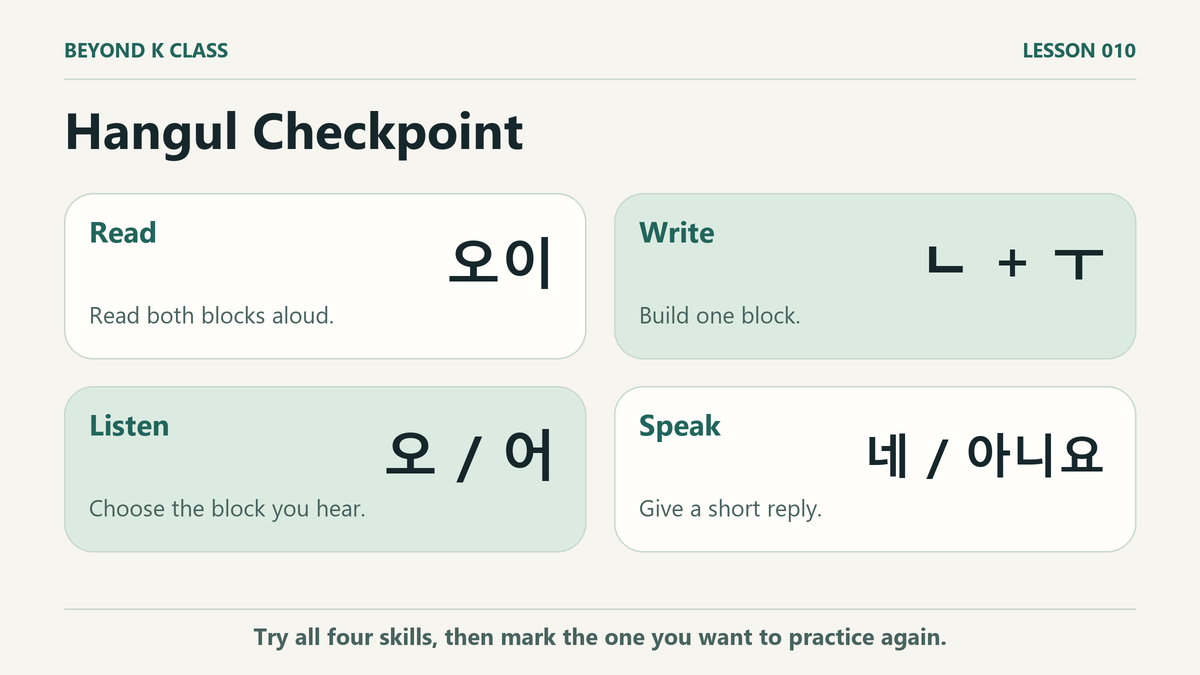 BEYOND K CLASS
LESSON 010
Hangul Checkpoint
Read
오이
Read both blocks aloud.
Write
ㄴ + ㅜ
Build one block.
Listen
오 / 어
Choose the block you hear.
Speak
네 / 아니요
Give a short reply.
Try all four skills, then mark the one you want to practice again.